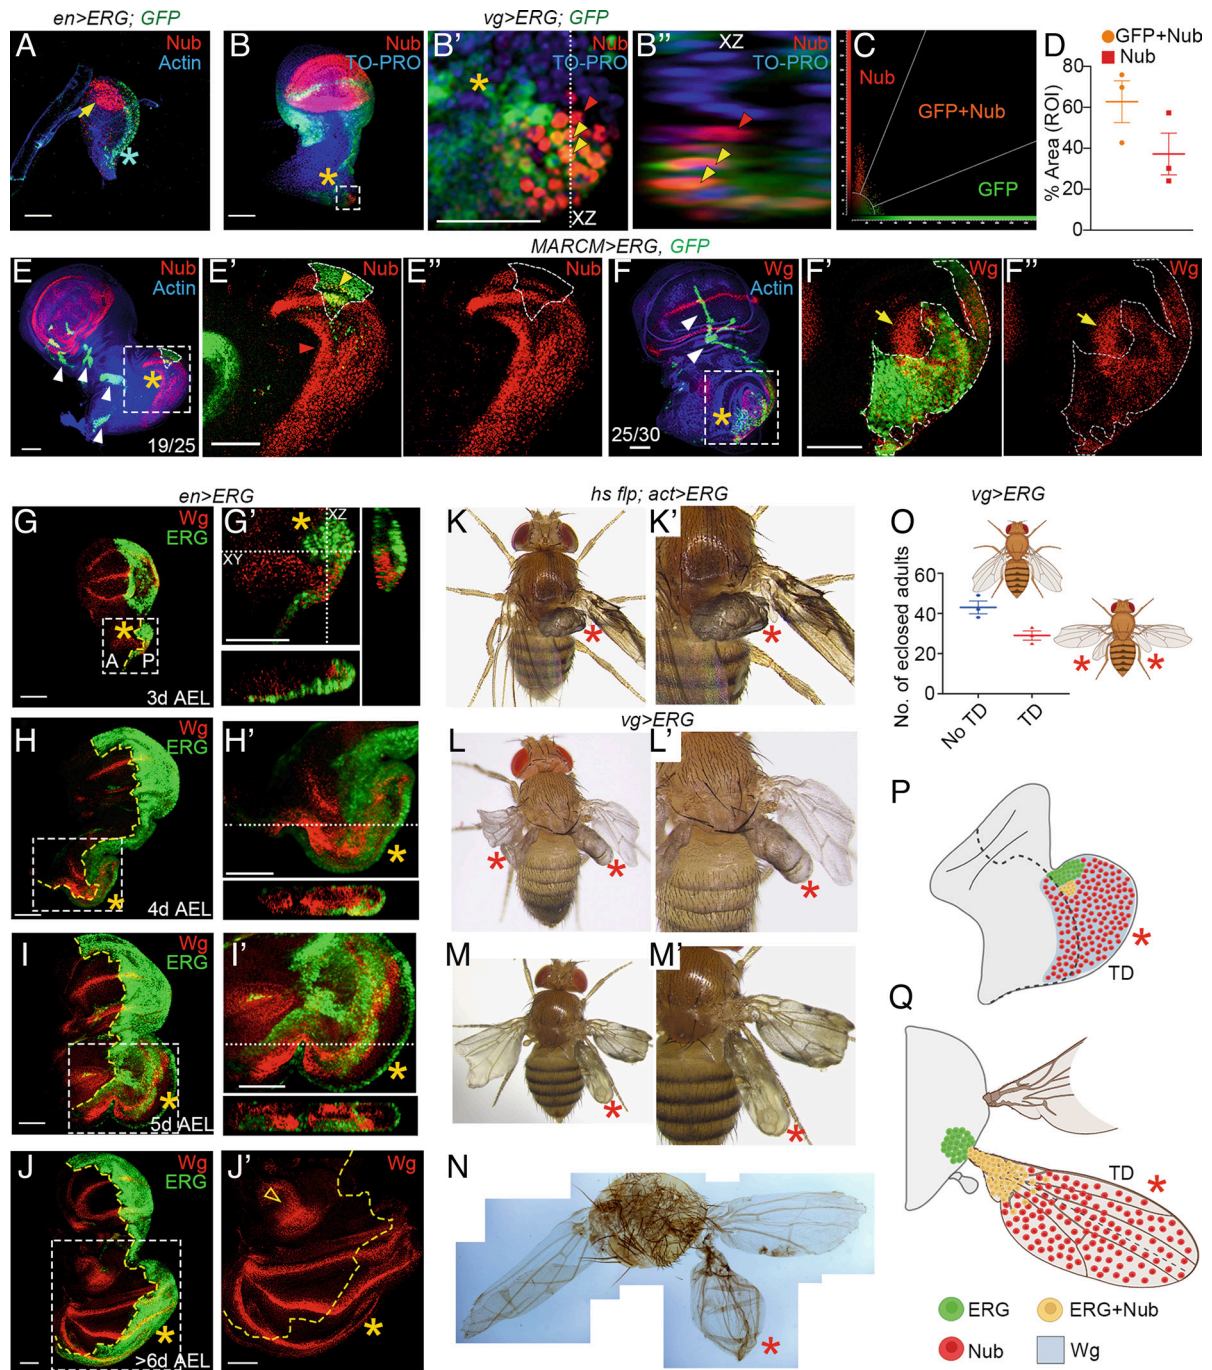 en>ERG; GFP
vg>ERG; GFP
A
Nub
Actin
B
Nub
TO-PRO
B'
Nub
TO-PRO
XZ
B"
XZ
Nub
TO-PRO
C
Nub
GFP+Nub
GFP
D
GFP+Nub
Nub
% Area (ROI)
80
60
40
20
0
MARCM>ERG, GFP
E
Nub
Actin
19/25
E'
Nub
E"
Nub
F
Wg
Actin
25/30
F'
Wg
F"
Wg
en>ERG
G
Wg
ERG
A
P
3d AEL
G'
XZ
XY
H
Wg
ERG
4d AEL
H'
I
Wg
ERG
5d AEL
I'
J
Wg
ERG
>6d AEL
J'
Wg
hs flp; act>ERG
K
K'
vg>ERG
L
L'
M
M'
N
vg>ERG
O
No. of eclosed adults
60
40
20
0
No TD
TD
P
TD
Q
TD
ERG
ERG+Nub
Nub
Wg